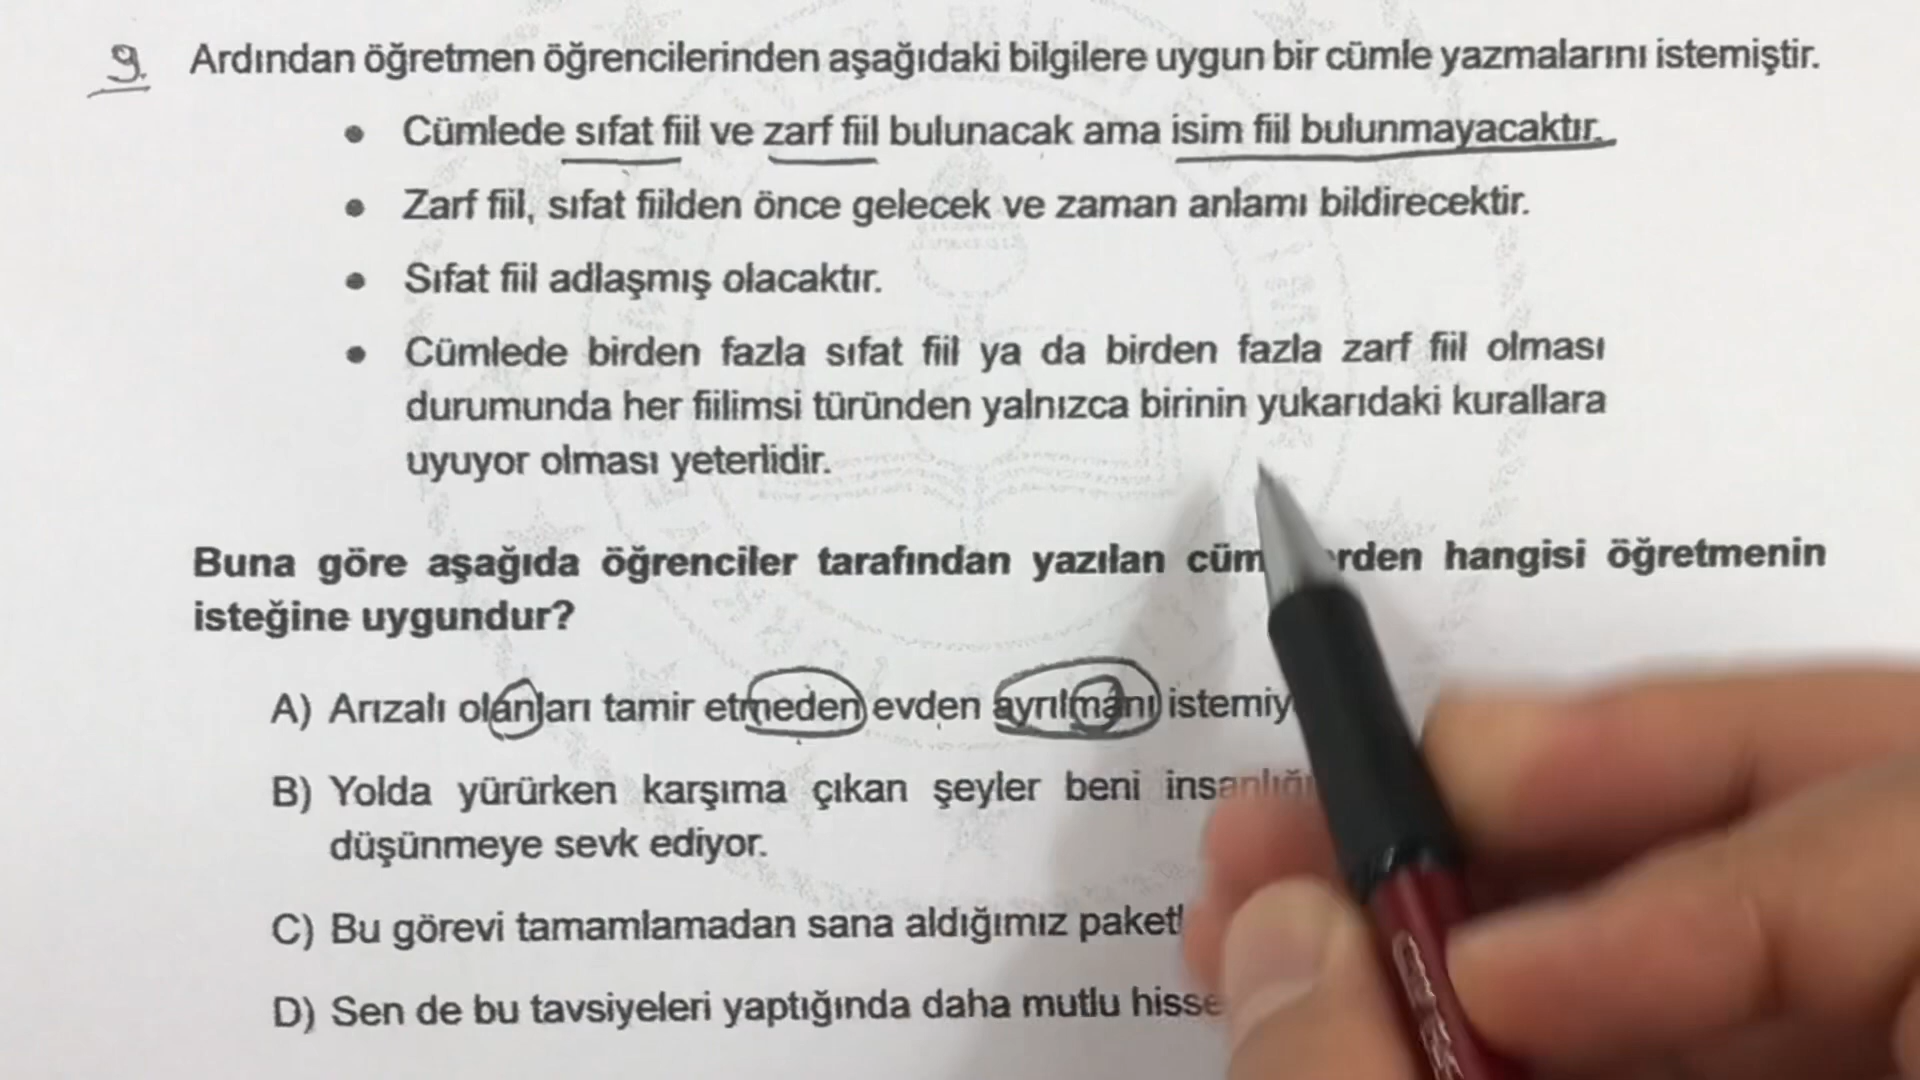 9. Ardından öğretmen öğrencilerinden aşağıdaki bilgilere uygun bir cümle yazmalarını istemiştir.
• Cümlede sıfat fiil ve zarf fiil bulunacak ama isim fiil bulunmayacaktır.
• Zarf fiil, sıfat fiilden önce gelecek ve zaman anlamı bildirecektir.
• Sıfat fiil adlaşmış olacaktır.
• Cümlede birden fazla sıfat fiil ya da birden fazla zarf fiil olması
durumunda her fiilimsi türünden yalnızca birinin yukarıdaki kurallara
uyuyor olması yeterlidir.
Buna göre aşağıda öğrenciler tarafından yazılan hangisi öğretmenin
isteğine uygundur?
A) Arızalı olanları tamir etmeden evden ayrılmanı
B) Yolda yürürken karşıma çıkan şeyler beni
düşünmeye sevk ediyor.
C) Bu görevi tamamlamadan sana aldığımız
D) Sen de bu tavsiyeleri yaptığında daha mutlu